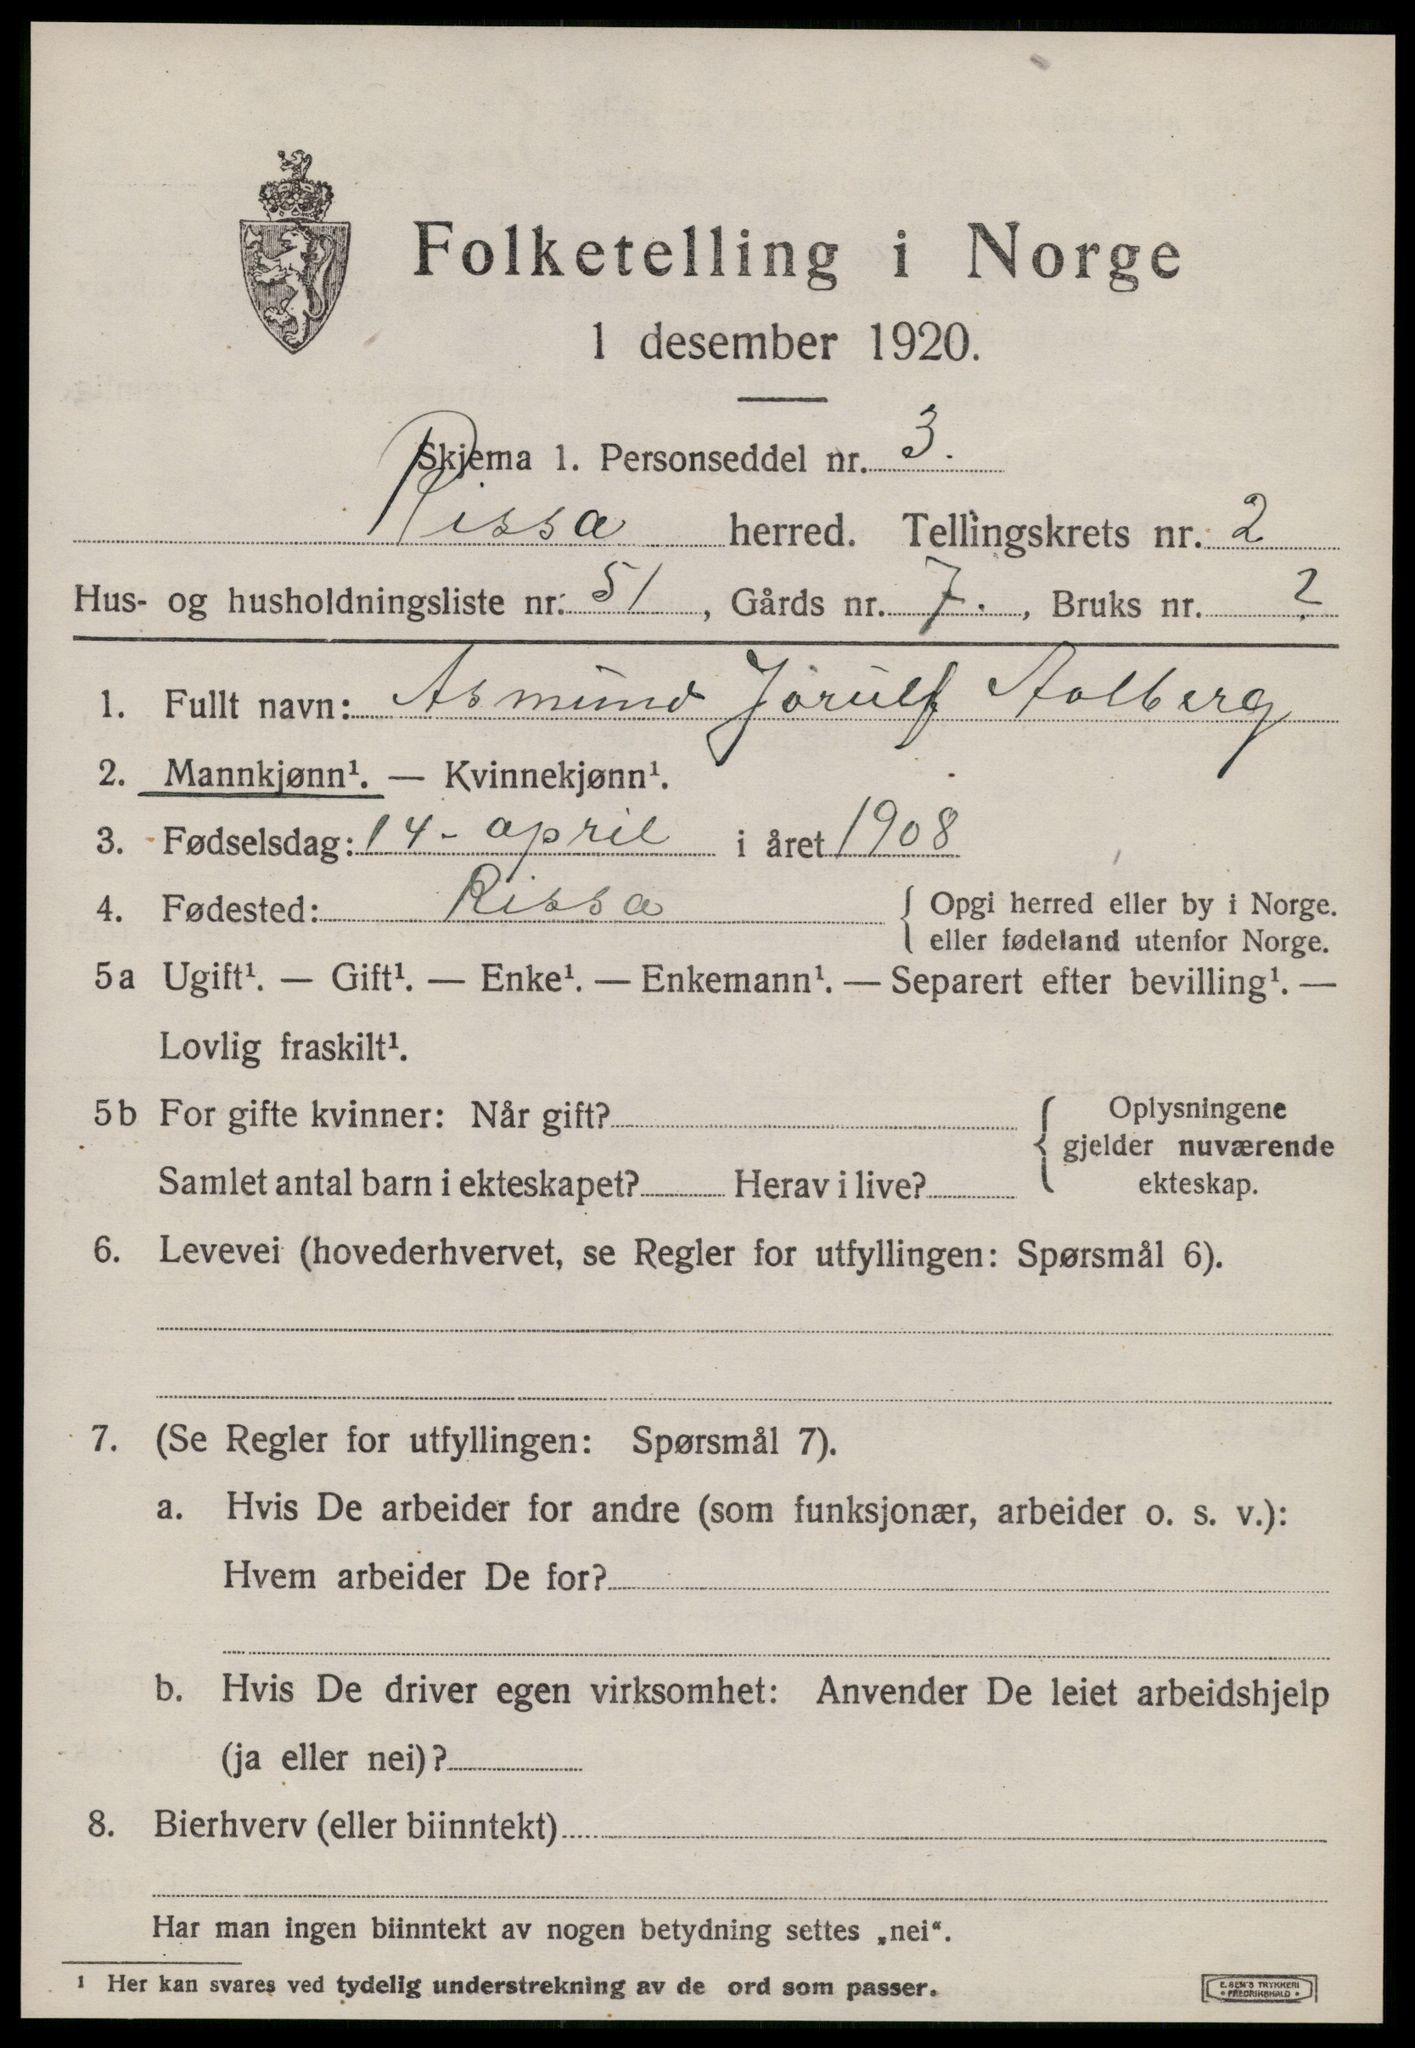 Folketelling i Norge
1 desember 1920.
Skjema 1. Personseddel nr. 3.
Rissa herred. Tellingskrets nr. 2
Hus- og husholdningsliste nr. 51, Gårds nr. 7., Bruks nr. 2
1. Fullt navn: Asmund Jörulf Aalberg
2. Mannkjønn¹. — Kvinnekjønn¹.
3. Fødselsdag: 14 - april i året 1908
4. Fødested: Rissa { Opgi herred eller by i Norge.
eller fødeland utenfor Norge.
5a Ugift¹. — Gift¹. — Enke¹. — Enkemann¹. — Separert efter bevilling¹. —
Lovlig fraskilt¹.
5b For gifte kvinner: Når gift?
Samlet antal barn i ekteskapet? Herav i live?
{ Oplysningene
gjelder nuværende
ekteskap.
6. Levevei (hovederhvervet, se Regler for utfyllingen: Spørsmål 6).
7. (Se Regler for utfyllingen: Spørsmål 7).
a. Hvis De arbeider for andre (som funksjonær, arbeider o. s. v.):
Hvem arbeider De for?
b. Hvis De driver egen virksomhet: Anvender De leiet arbeidshjelp
(ja eller nei)?
8. Bierhverv (eller biinntekt)
Har man ingen biinntekt av nogen betydning settes „nei“.
¹ Her kan svares ved tydelig understrekning av de ord som passer.
E. SEM'S TRYKKERI
• FREDRIKSHALD •